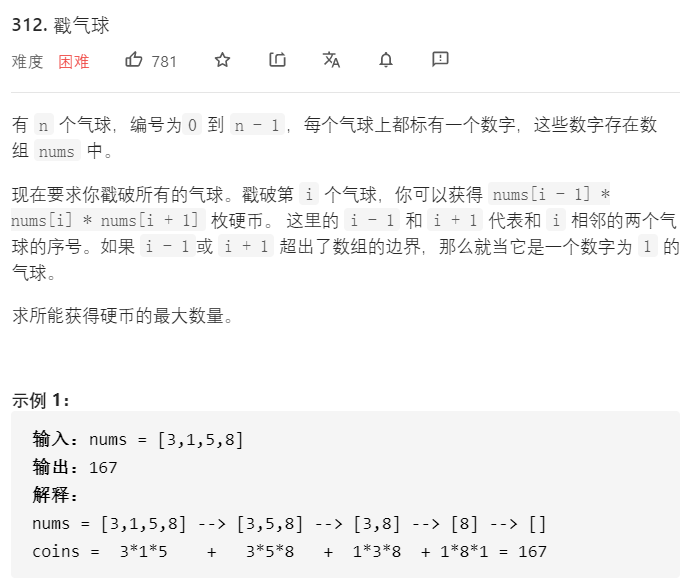 312. 戳气球
难度 困难 781
有 n 个气球，编号为0 到 n - 1，每个气球上都标有一个数字，这些数字存在数
组 nums 中。
现在要求你戳破所有的气球。戳破第 i 个气球，你可以获得 nums[i - 1] *
nums[i] * nums[i + 1] 枚硬币。 这里的 i - 1 和 i + 1 代表和 i 相邻的两个气
球的序号。如果 i - 1 或 i + 1 超出了数组的边界，那么就当它是一个数字为 1 的
气球。
求所能获得硬币的最大数量。
示例 1：
输入：nums = [3,1,5,8]
输出：167
解释：
nums = [3,1,5,8] --> [3,5,8] --> [3,8] --> [8] --> []
coins =  3*1*5    +   3*5*8   +  1*3*8  + 1*8*1 = 167